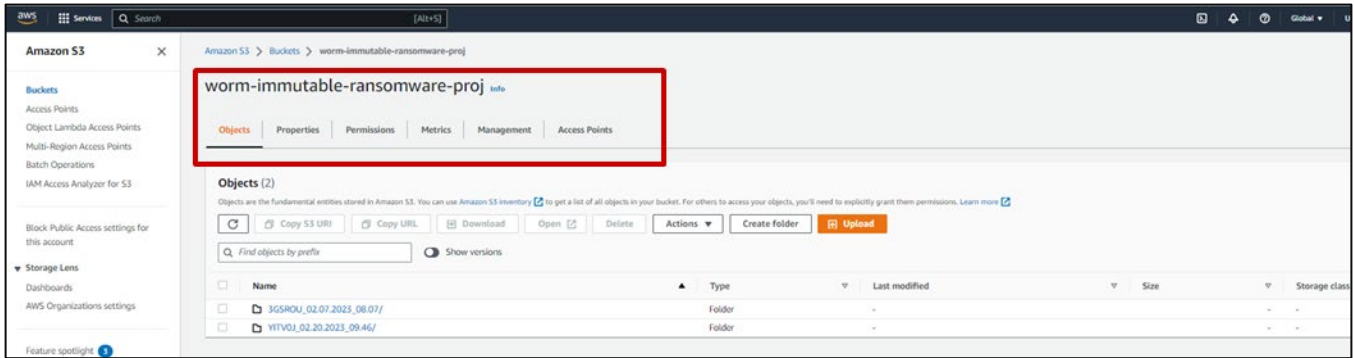 aws Services Search [Alt+S] Global
Amazon S3
Amazon S3 > Buckets > worm-immutable-ransomware-proj
Buckets
Access Points
Object Lambda Access Points
Multi-Region Access Points
Batch Operations
IAM Access Analyzer for S3
Block Public Access settings for
this account
Storage Lens
Dashboards
AWS Organizations settings
Feature spotlight 3
worm-immutable-ransomware-proj Info
Objects Properties Permissions Metrics Management Access Points
Objects (2)
Objects are the fundamental entities stored in Amazon S3. You can use Amazon S3 inventory to get a list of all objects in your bucket. For others to access your objects, you'll need to explicitly grant them permissions. Learn more
Copy S3 URI Copy URL Download Open Delete Actions Create folder Upload
Find objects by prefix Show versions
Name Type Last modified Size Storage class
3GSROU_02.07.2023_08.07/ Folder - - -
YITV0J_02.20.2023_09.46/ Folder - - -